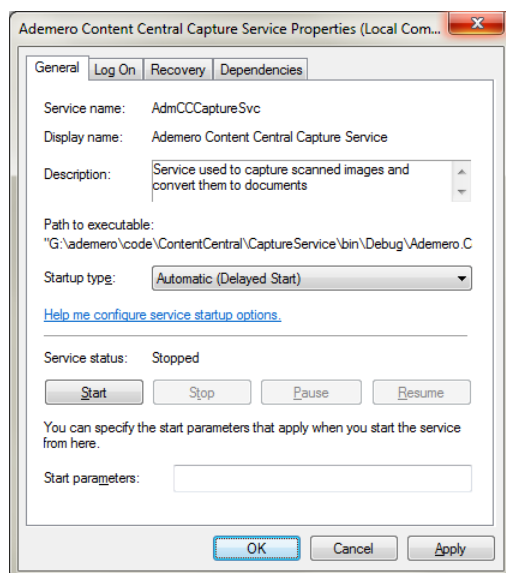 Ademero Content Central Capture Service Properties (Local Com...
General Log On Recovery Dependencies
Service name: AdmCCCaptureSvc
Display name: Ademero Content Central Capture Service
Description: Service used to capture scanned images and
convert them to documents
Path to executable:
"G:\ademero\code\ContentCentral\CaptureService\bin\Debug\Ademero.C
Startup type: Automatic (Delayed Start)
Help me configure service startup options.
Service status: Stopped
Start Stop Pause Resume
You can specify the start parameters that apply when you start the service
from here.
Start parameters:
OK Cancel Apply